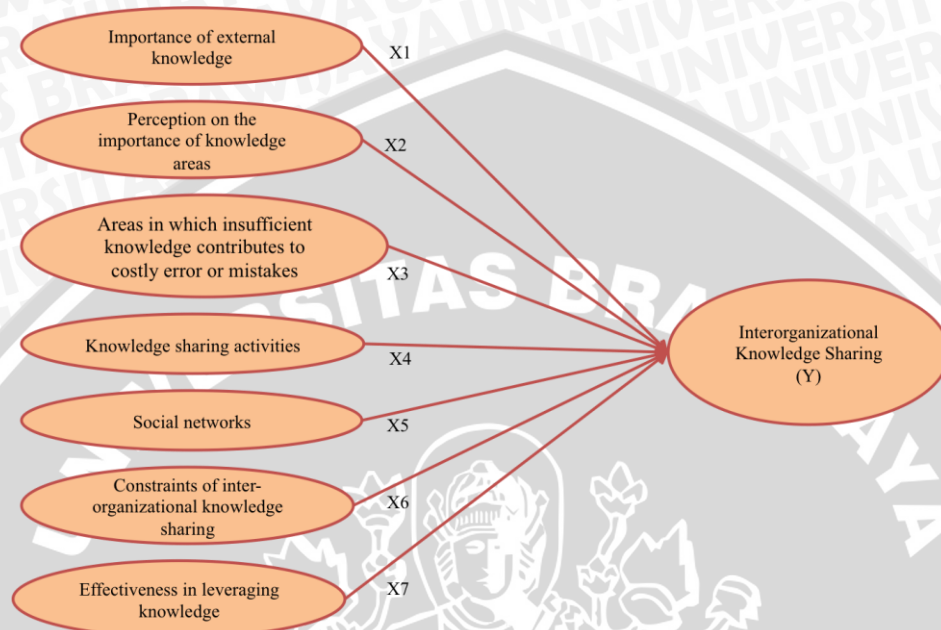 Importance of external
knowledge
X1
Perception on the
importance of knowledge
areas
X2
Areas in which insufficient
knowledge contributes to
costly error or mistakes
X3
Knowledge sharing activities
X4
Social networks
X5
Constraints of inter-
organizational knowledge
sharing
X6
Effectiveness in leveraging
knowledge
X7
Interorganizational
Knowledge Sharing
(Y)
UNIVERSITAS BRAWIJAYA